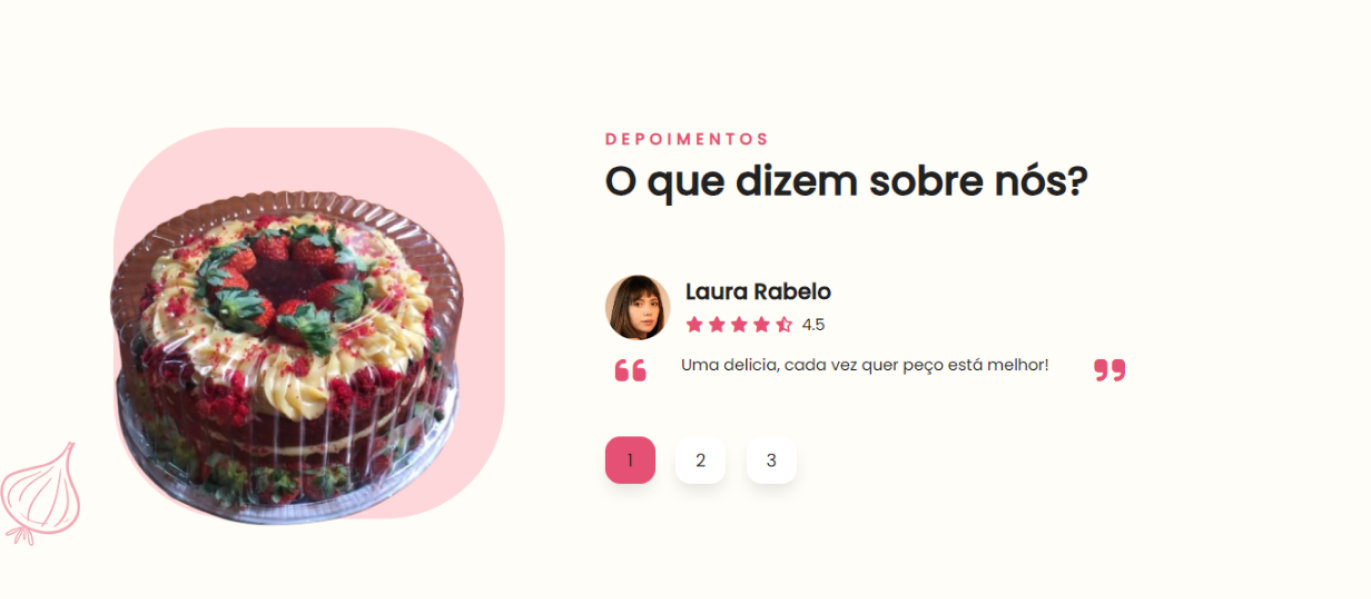 DEPOIMENTOS
O que dizem sobre nós?
Laura Rabelo
4.5
Uma delicia, cada vez quer peço está melhor!
1 2 3